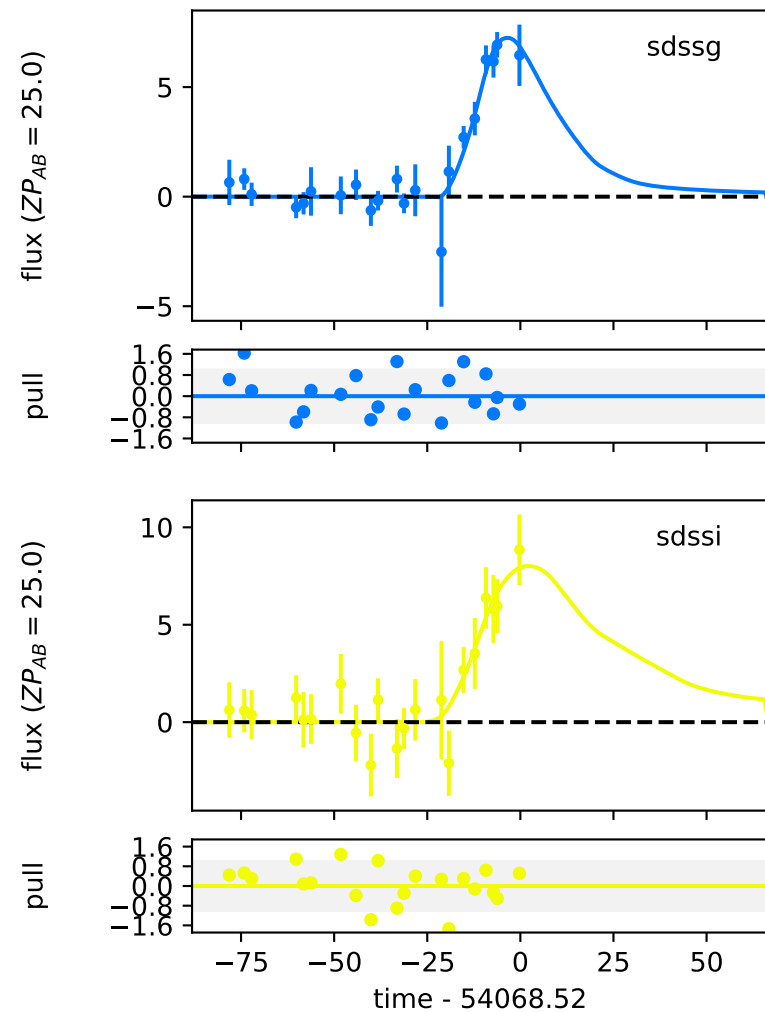 sdssg
flux (ZP_AB = 25.0)
5
0
−5
pull
1.6
0.8
0.0
−0.8
−1.6
sdssi
flux (ZP_AB = 25.0)
10
5
0
pull
1.6
0.8
0.0
−0.8
−1.6
−75 −50 −25 0 25 50
time - 54068.52